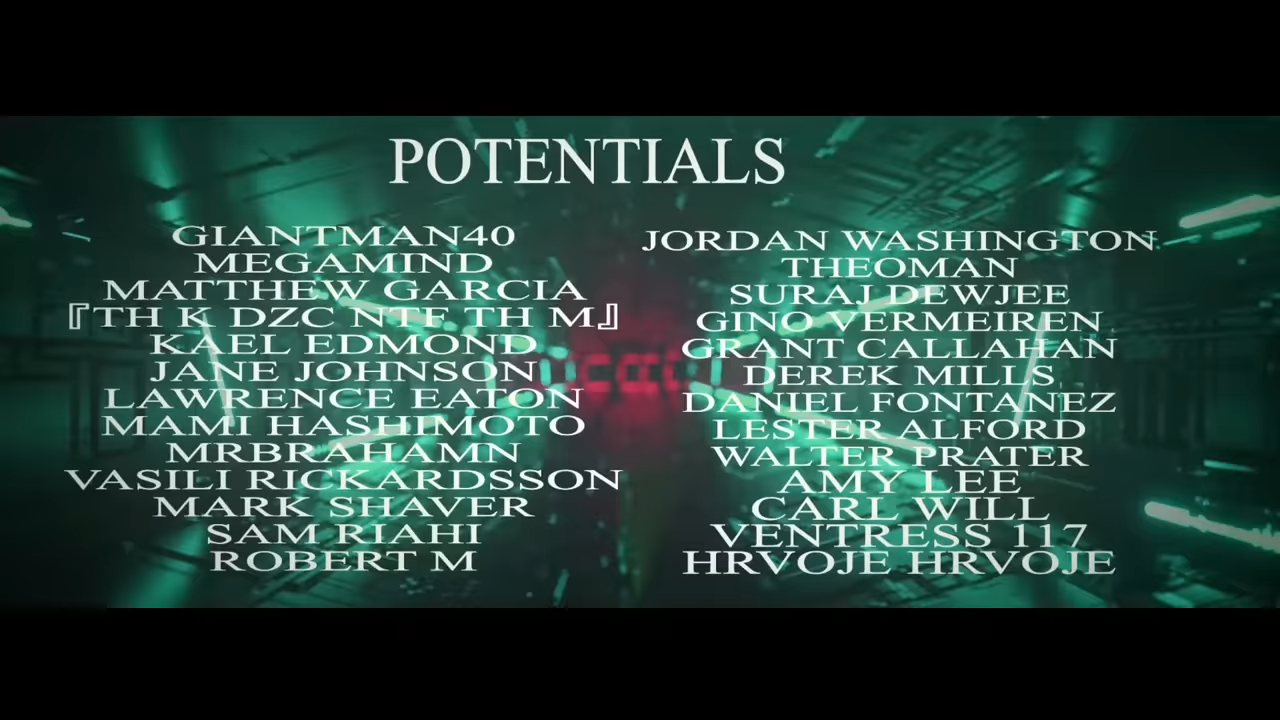 POTENTIALS
GIANTMAN40
MEGAMIND
MATTHEW GARCIA
『TH K DZC NTF TH M』
KAEL EDMOND
JANE JOHNSON
LAWRENCE EATON
MAMI HASHIMOTO
MRBRAHAMN
VASILI RICKARDSSON
MARK SHAVER
SAM RIAHI
ROBERT M
JORDAN WASHINGTON
THEOMAN
SURAJ DEWJEE
GINO VERMEIREN
GRANT CALLAHAN
DEREK MILLS
DANIEL FONTANEZ
LESTER ALFORD
WALTER PRATER
AMY LEE
CARL WILL
VENTRESS 117
HRVOJE HRVOJE